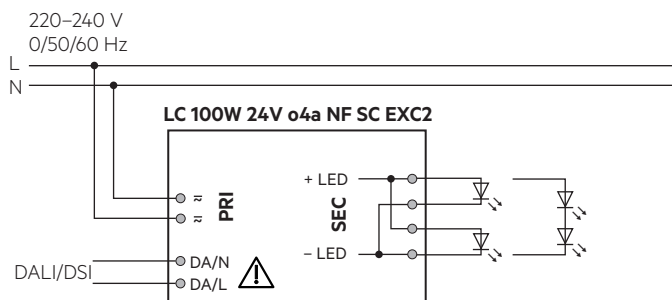 220–240 V
0/50/60 Hz
L
N
LC 100W 24V o4a NF SC EXC2
+ LED
PRI
SEC
– LED
DALI/DSI
DA/N
DA/L